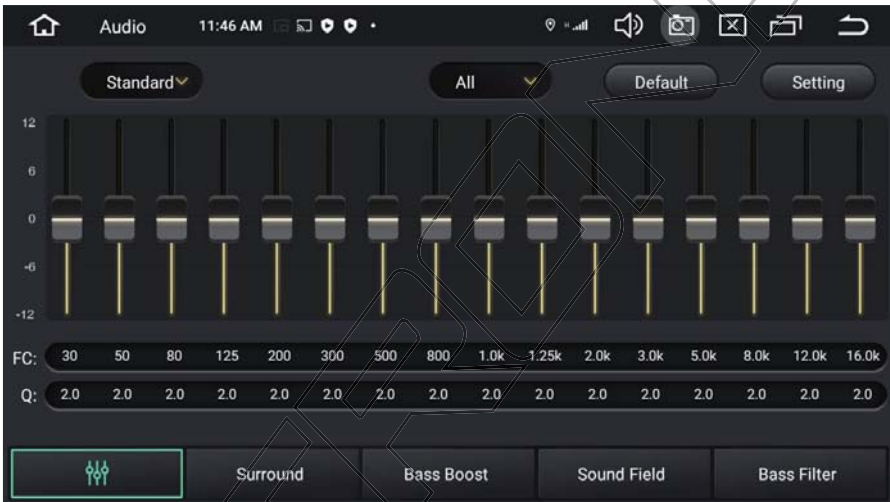 Audio 11:46 AM
Standard All Default Setting
12
6
0
-6
-12
FC: 30 50 80 125 200 300 500 800 1.0k 1.25k 2.0k 3.0k 5.0k 8.0k 12.0k 16.0k
Q: 2.0 2.0 2.0 2.0 2.0 2.0 2.0 2.0 2.0 2.0 2.0 2.0 2.0 2.0 2.0 2.0
Surround Bass Boost Sound Field Bass Filter